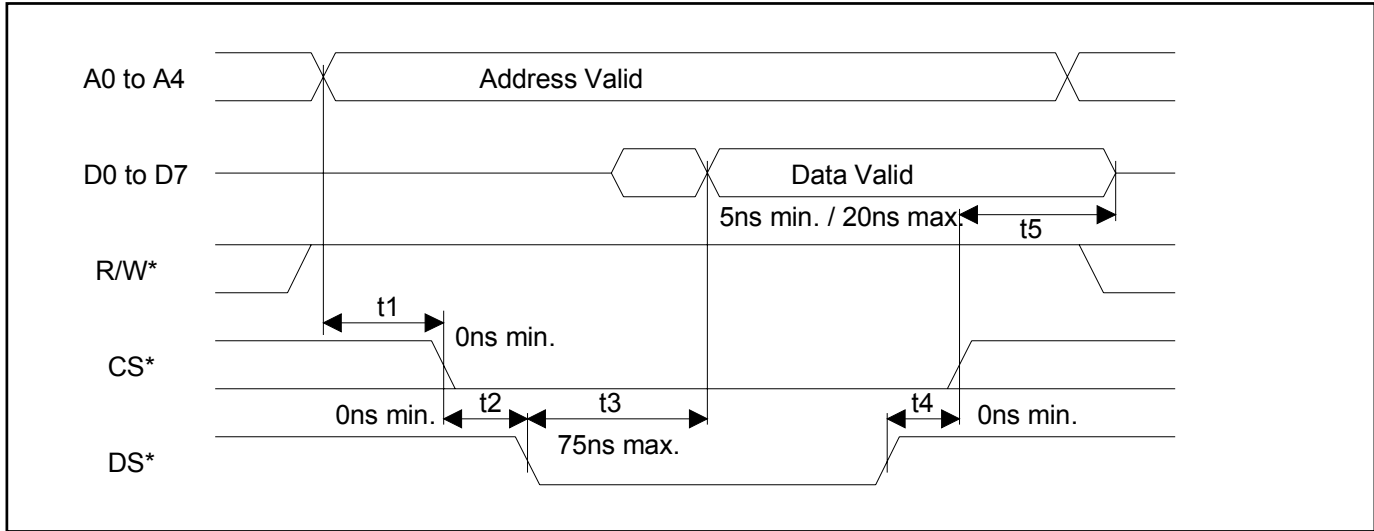 A0 to A4
Address Valid
D0 to D7
Data Valid
5ns min. / 20ns max.
t5
R/W*
t1
0ns min.
CS*
0ns min.
t2
t3
t4
0ns min.
75ns max.
DS*